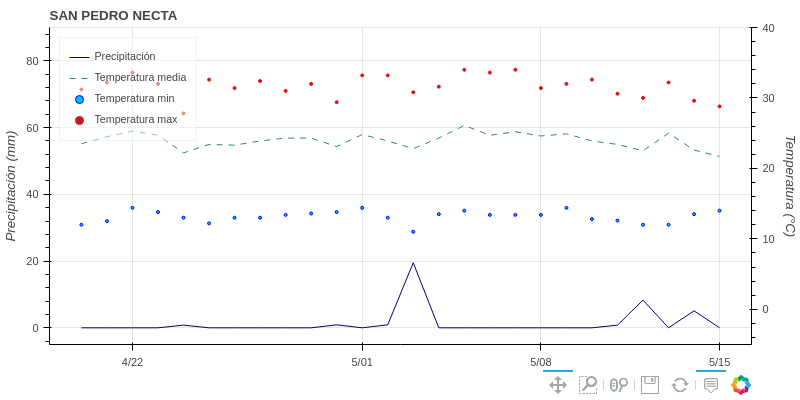 SAN PEDRO NECTA
Precipitación
Temperatura media
Temperatura min
Temperatura max
Precipitación (mm)
80
60
40
20
0
Temperatura (°C)
40
30
20
10
0
4/22
5/01
5/08
5/15